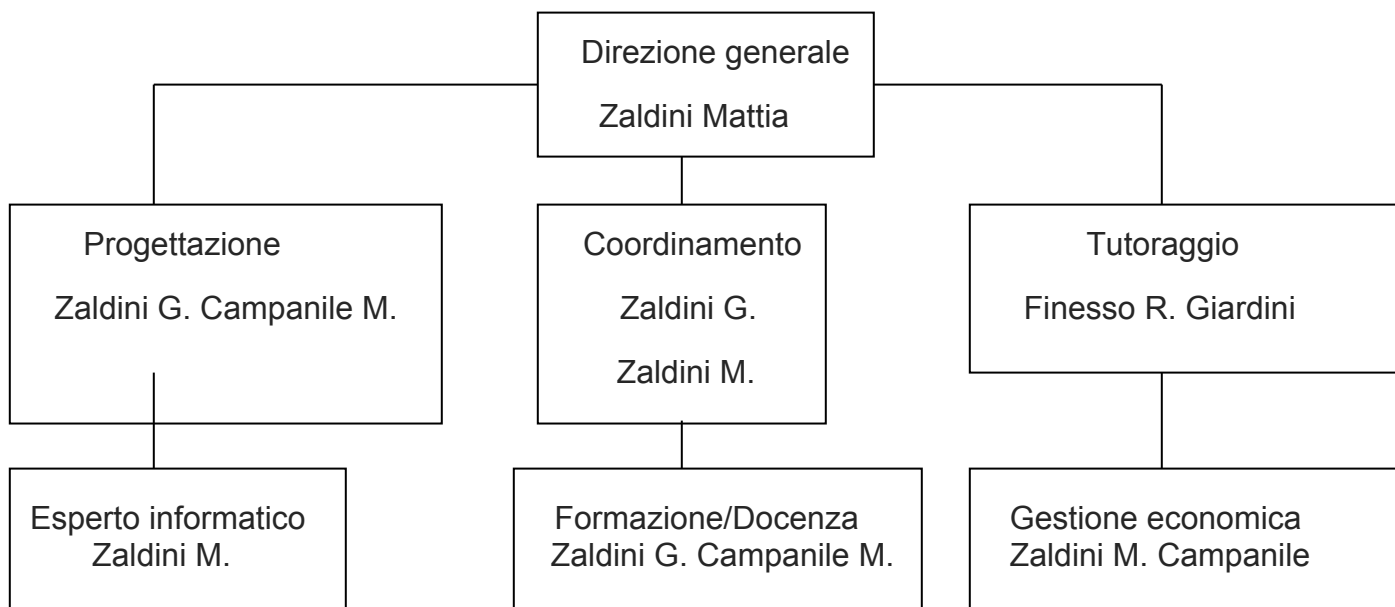 Direzione generale
Zaldini Mattia
Progettazione
Zaldini G. Campanile M.
Coordinamento
Zaldini G.
Zaldini M.
Tutoraggio
Finesso R. Giardini
Esperto informatico
Zaldini M.
Formazione/Docenza
Zaldini G. Campanile M.
Gestione economica
Zaldini M. Campanile